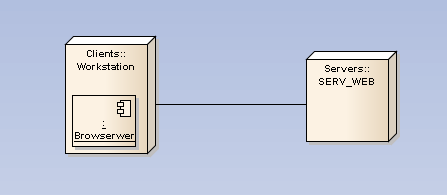 Clients::
Workstation
:
Browserwer
Servers::
SERV_WEB